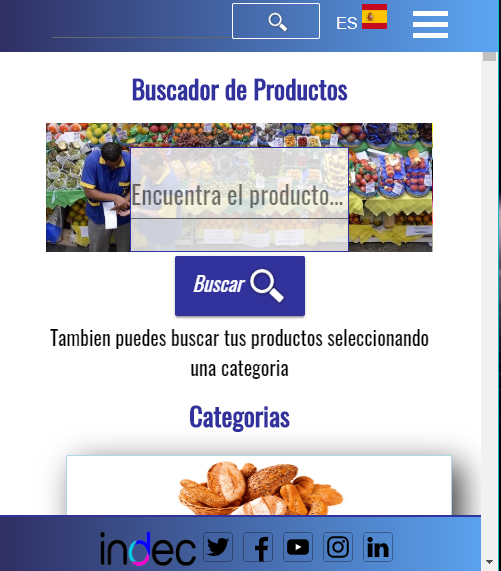 ES
Buscador de Productos
Encuentra el producto...
Buscar
Tambien puedes buscar tus productos seleccionando
una categoria
Categorias
indec